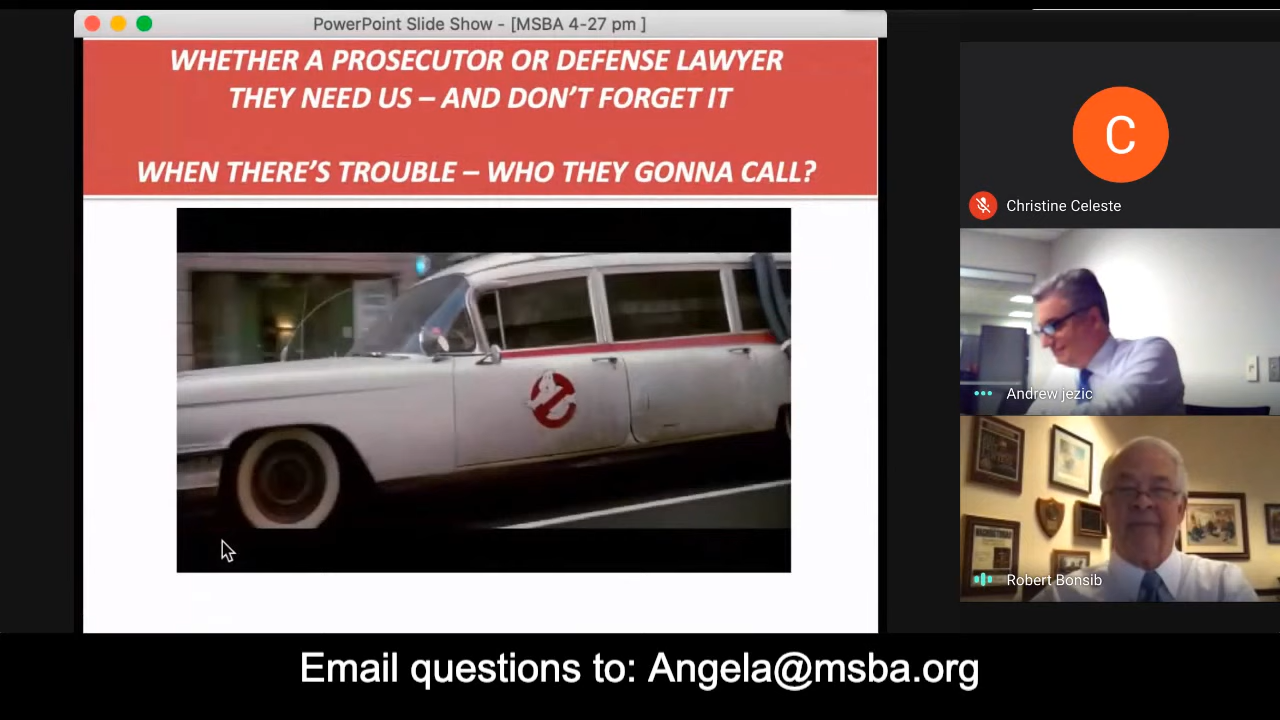 PowerPoint Slide Show - [MSBA 4-27 pm ]
WHETHER A PROSECUTOR OR DEFENSE LAWYER
THEY NEED US – AND DON'T FORGET IT
WHEN THERE'S TROUBLE – WHO THEY GONNA CALL?
C
Christine Celeste
Andrew jezic
Robert Bonsib
Email questions to: Angela@msba.org